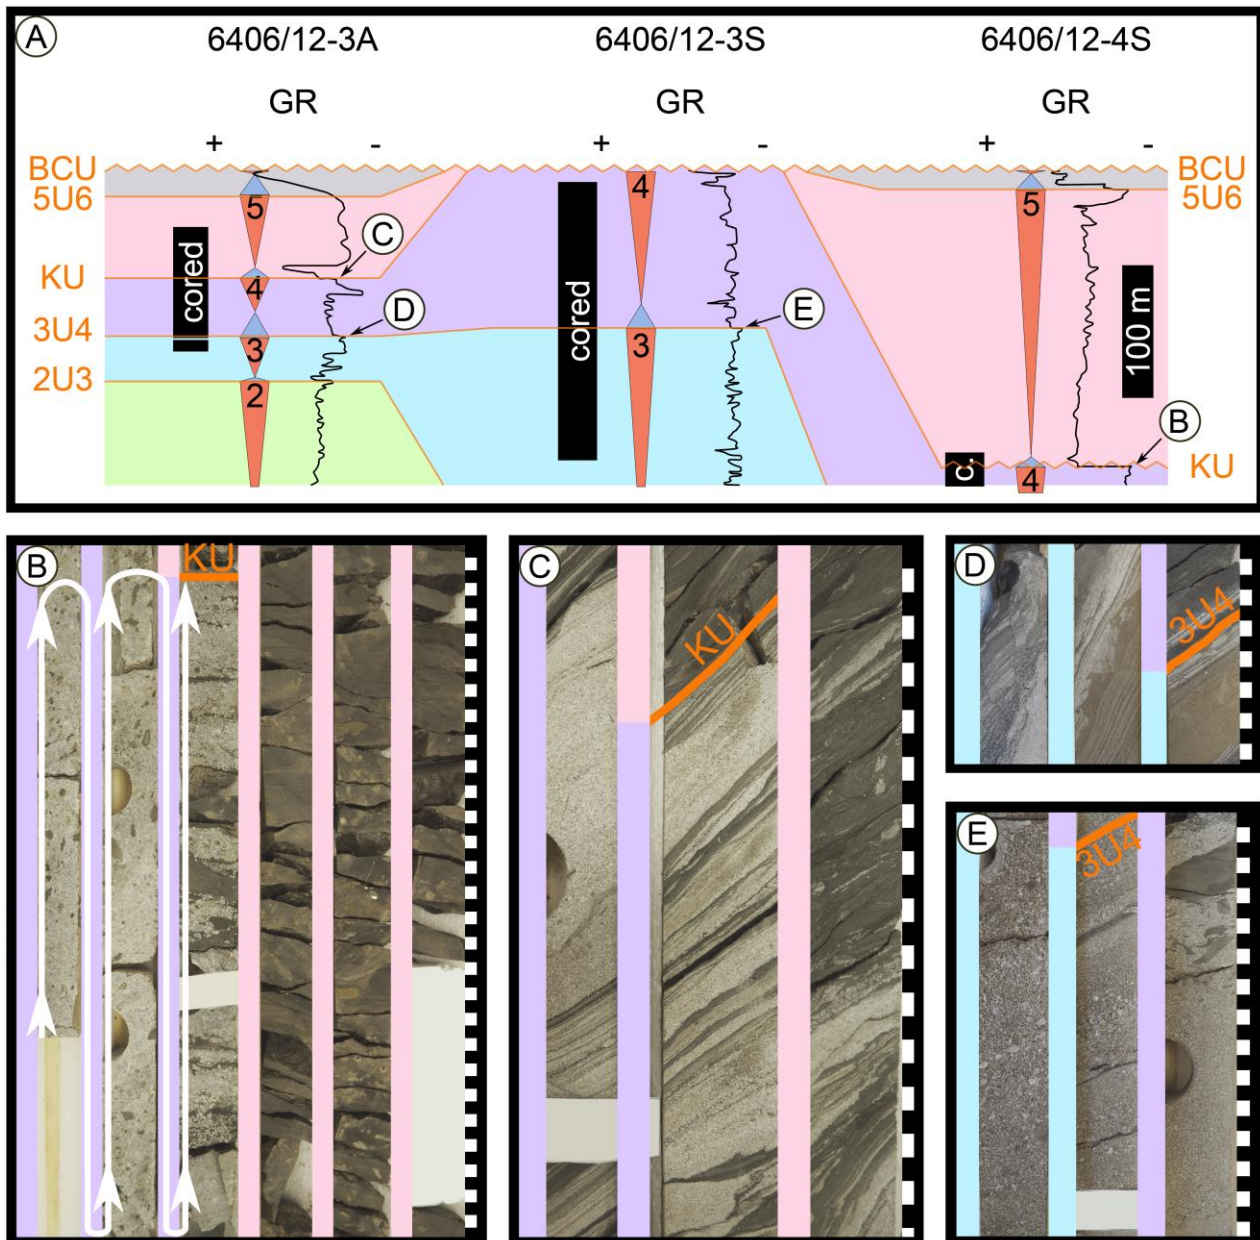 A
6406/12-3A 6406/12-3S 6406/12-4S
GR GR GR
+ - + - + -
BCU BCU
5U6 5U6
5 4 5
C
KU
4
cored cored 100 m
D E
3U4
3 3
2U3
2
B
KU
c.
4
B
KU
C
KU
D
3U4
E
3U4